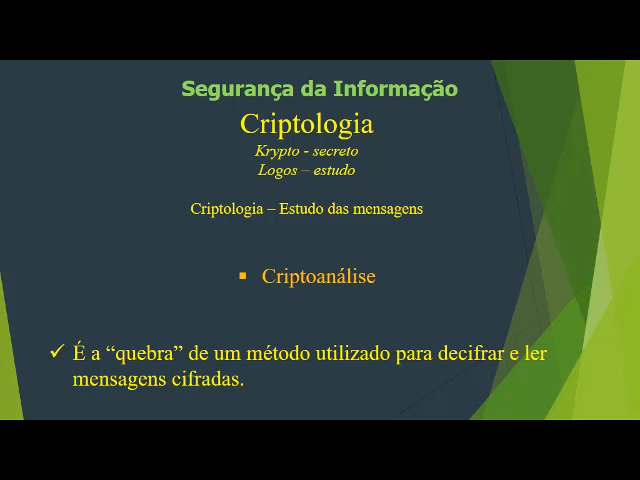 Segurança da Informação
Criptologia
Krypto - secreto
Logos – estudo
Criptologia – Estudo das mensagens
▪ Criptoanálise
✓ É a “quebra” de um método utilizado para decifrar e ler
mensagens cifradas.